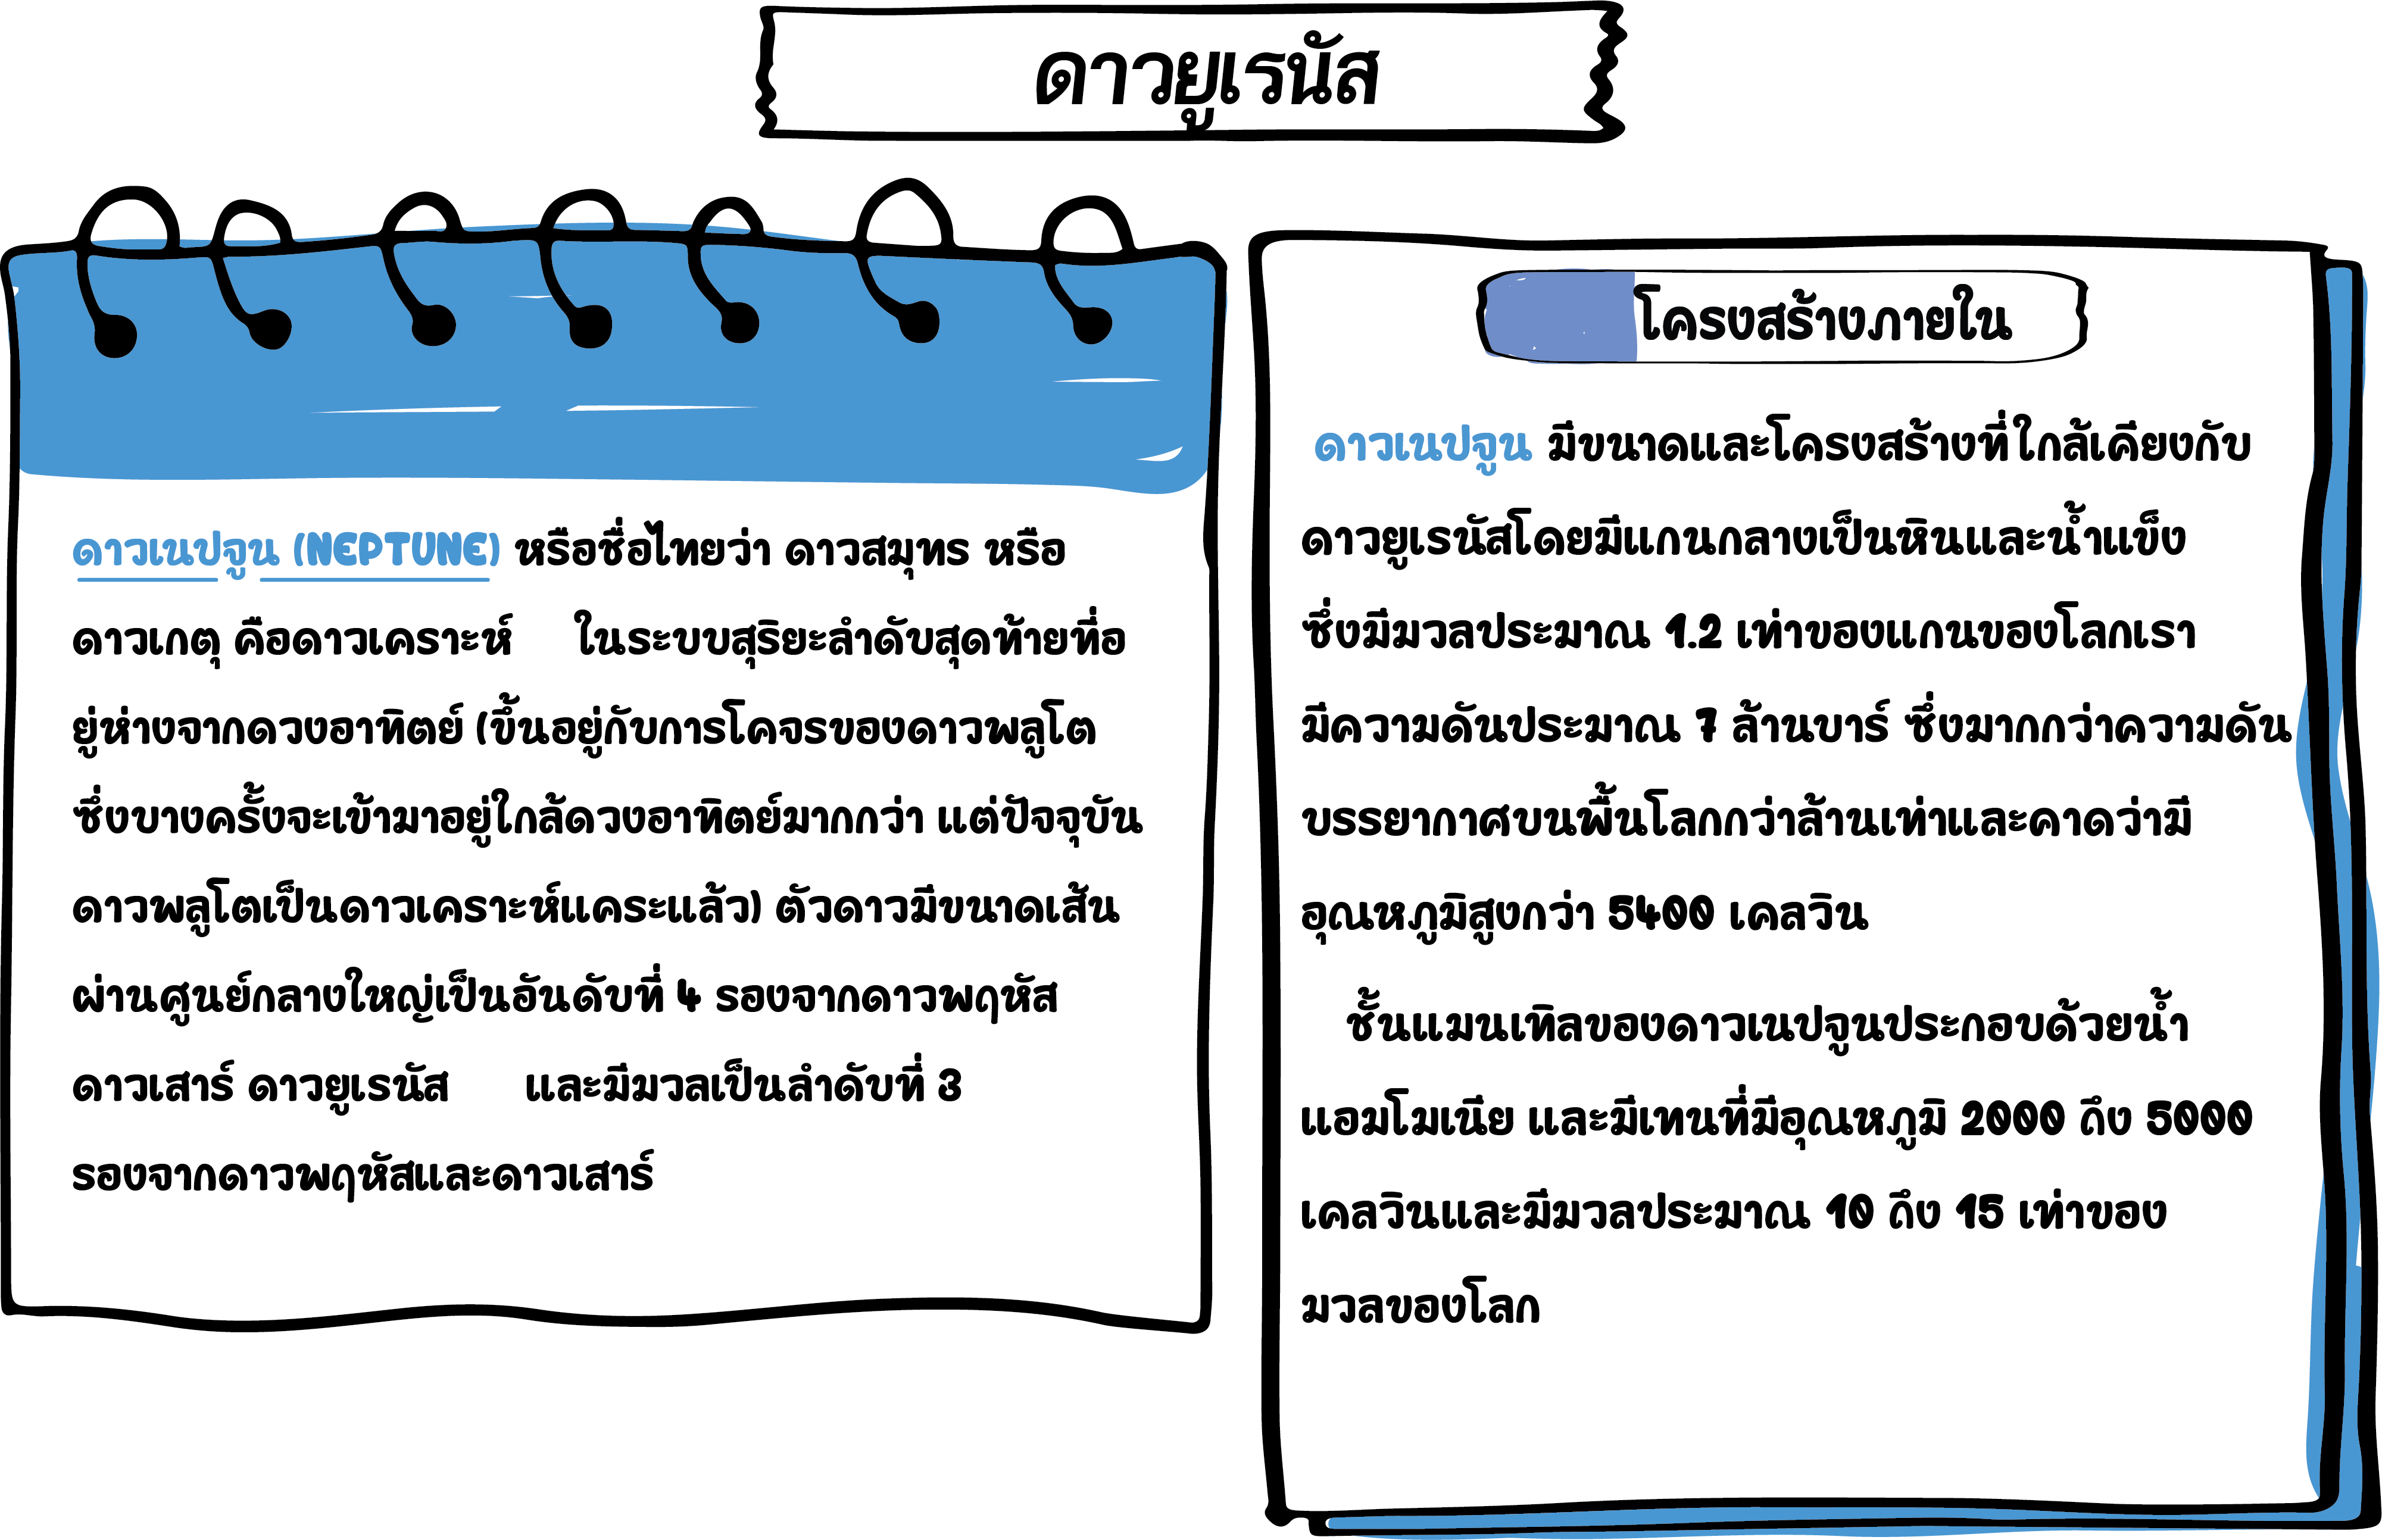 ดาวยูเรนัส
ดาวเนปจูน (NEPTUNE) หรือชื่อไทยว่า ดาวสมุทร หรือ
ดาวเกตุ คือดาวเคราะห์ ในระบบสุริยะลำดับสุดท้ายที่อ
ยู่ห่างจากดวงอาทิตย์ (ขึ้นอยู่กับการโคจรของดาวพลูโต
ซึ่งบางครั้งจะเข้ามาอยู่ใกล้ดวงอาทิตย์มากกว่า แต่ปัจจุบัน
ดาวพลูโตเป็นดาวเคราะห์แคระแล้ว) ตัวดาวมีขนาดเส้น
ผ่านศูนย์กลางใหญ่เป็นอันดับที่ 4 รองจากดาวพฤหัส
ดาวเสาร์ ดาวยูเรนัส และมีมวลเป็นลำดับที่ 3
รองจากดาวพฤหัสและดาวเสาร์
โครงสร้างภายใน
ดาวเนปจูน มีขนาดและโครงสร้างที่ใกล้เคียงกับ
ดาวยูเรนัสโดยมีแกนกลางเป็นหินและน้ำแข็ง
ซึ่งมีมวลประมาณ 1.2 เท่าของแกนของโลกเรา
มีความดันประมาณ 7 ล้านบาร์ ซึ่งมากกว่าความดัน
บรรยากาศบนพื้นโลกกว่าล้านเท่าและคาดว่ามี
อุณหภูมิสูงกว่า 5400 เคลวิน
ชั้นแมนเทิลของดาวเนปจูนประกอบด้วยน้ำ
แอมโมเนีย และมีเทนที่มีอุณหภูมิ 2000 ถึง 5000
เคลวินและมีมวลประมาณ 10 ถึง 15 เท่าของ
มวลของโลก